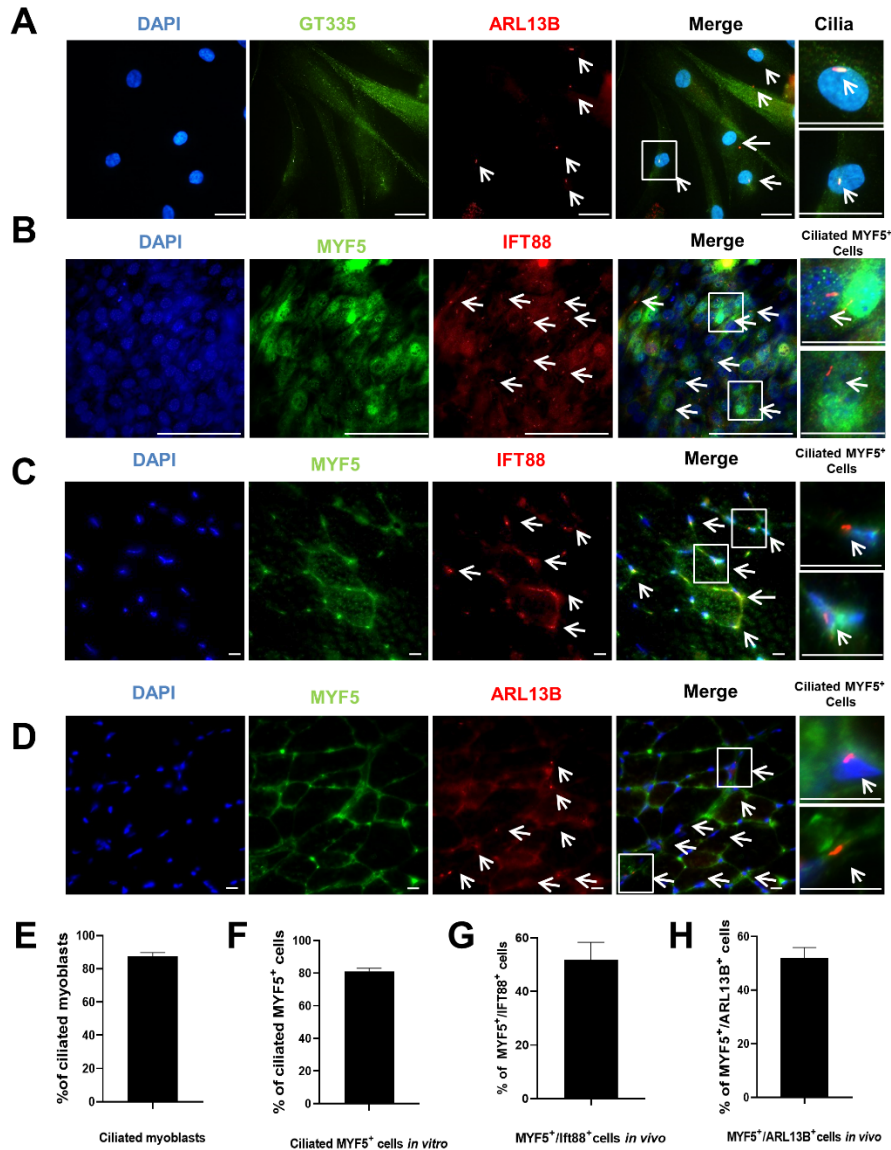 A
DAPI GT335 ARL13B Merge Cilia
B
DAPI MYF5 IFT88 Merge Ciliated MYF5⁺
Cells
C
DAPI MYF5 IFT88 Merge Ciliated MYF5⁺
Cells
D
DAPI MYF5 ARL13B Merge Ciliated MYF5⁺
Cells
E
%of ciliated myoblasts
100
80
60
40
20
0
Ciliated myoblasts
F
% of ciliated MYF5⁺ cells
100
80
60
40
20
0
Ciliated MYF5⁺ cells in vitro
G
% of MYF5⁺/IFT88⁺ cells
60
40
20
0
MYF5⁺/Ift88⁺cells in vivo
H
% of MYF5⁺/ARL13B⁺ cells
60
40
20
0
MYF5⁺/ARL13B⁺cells in vivo